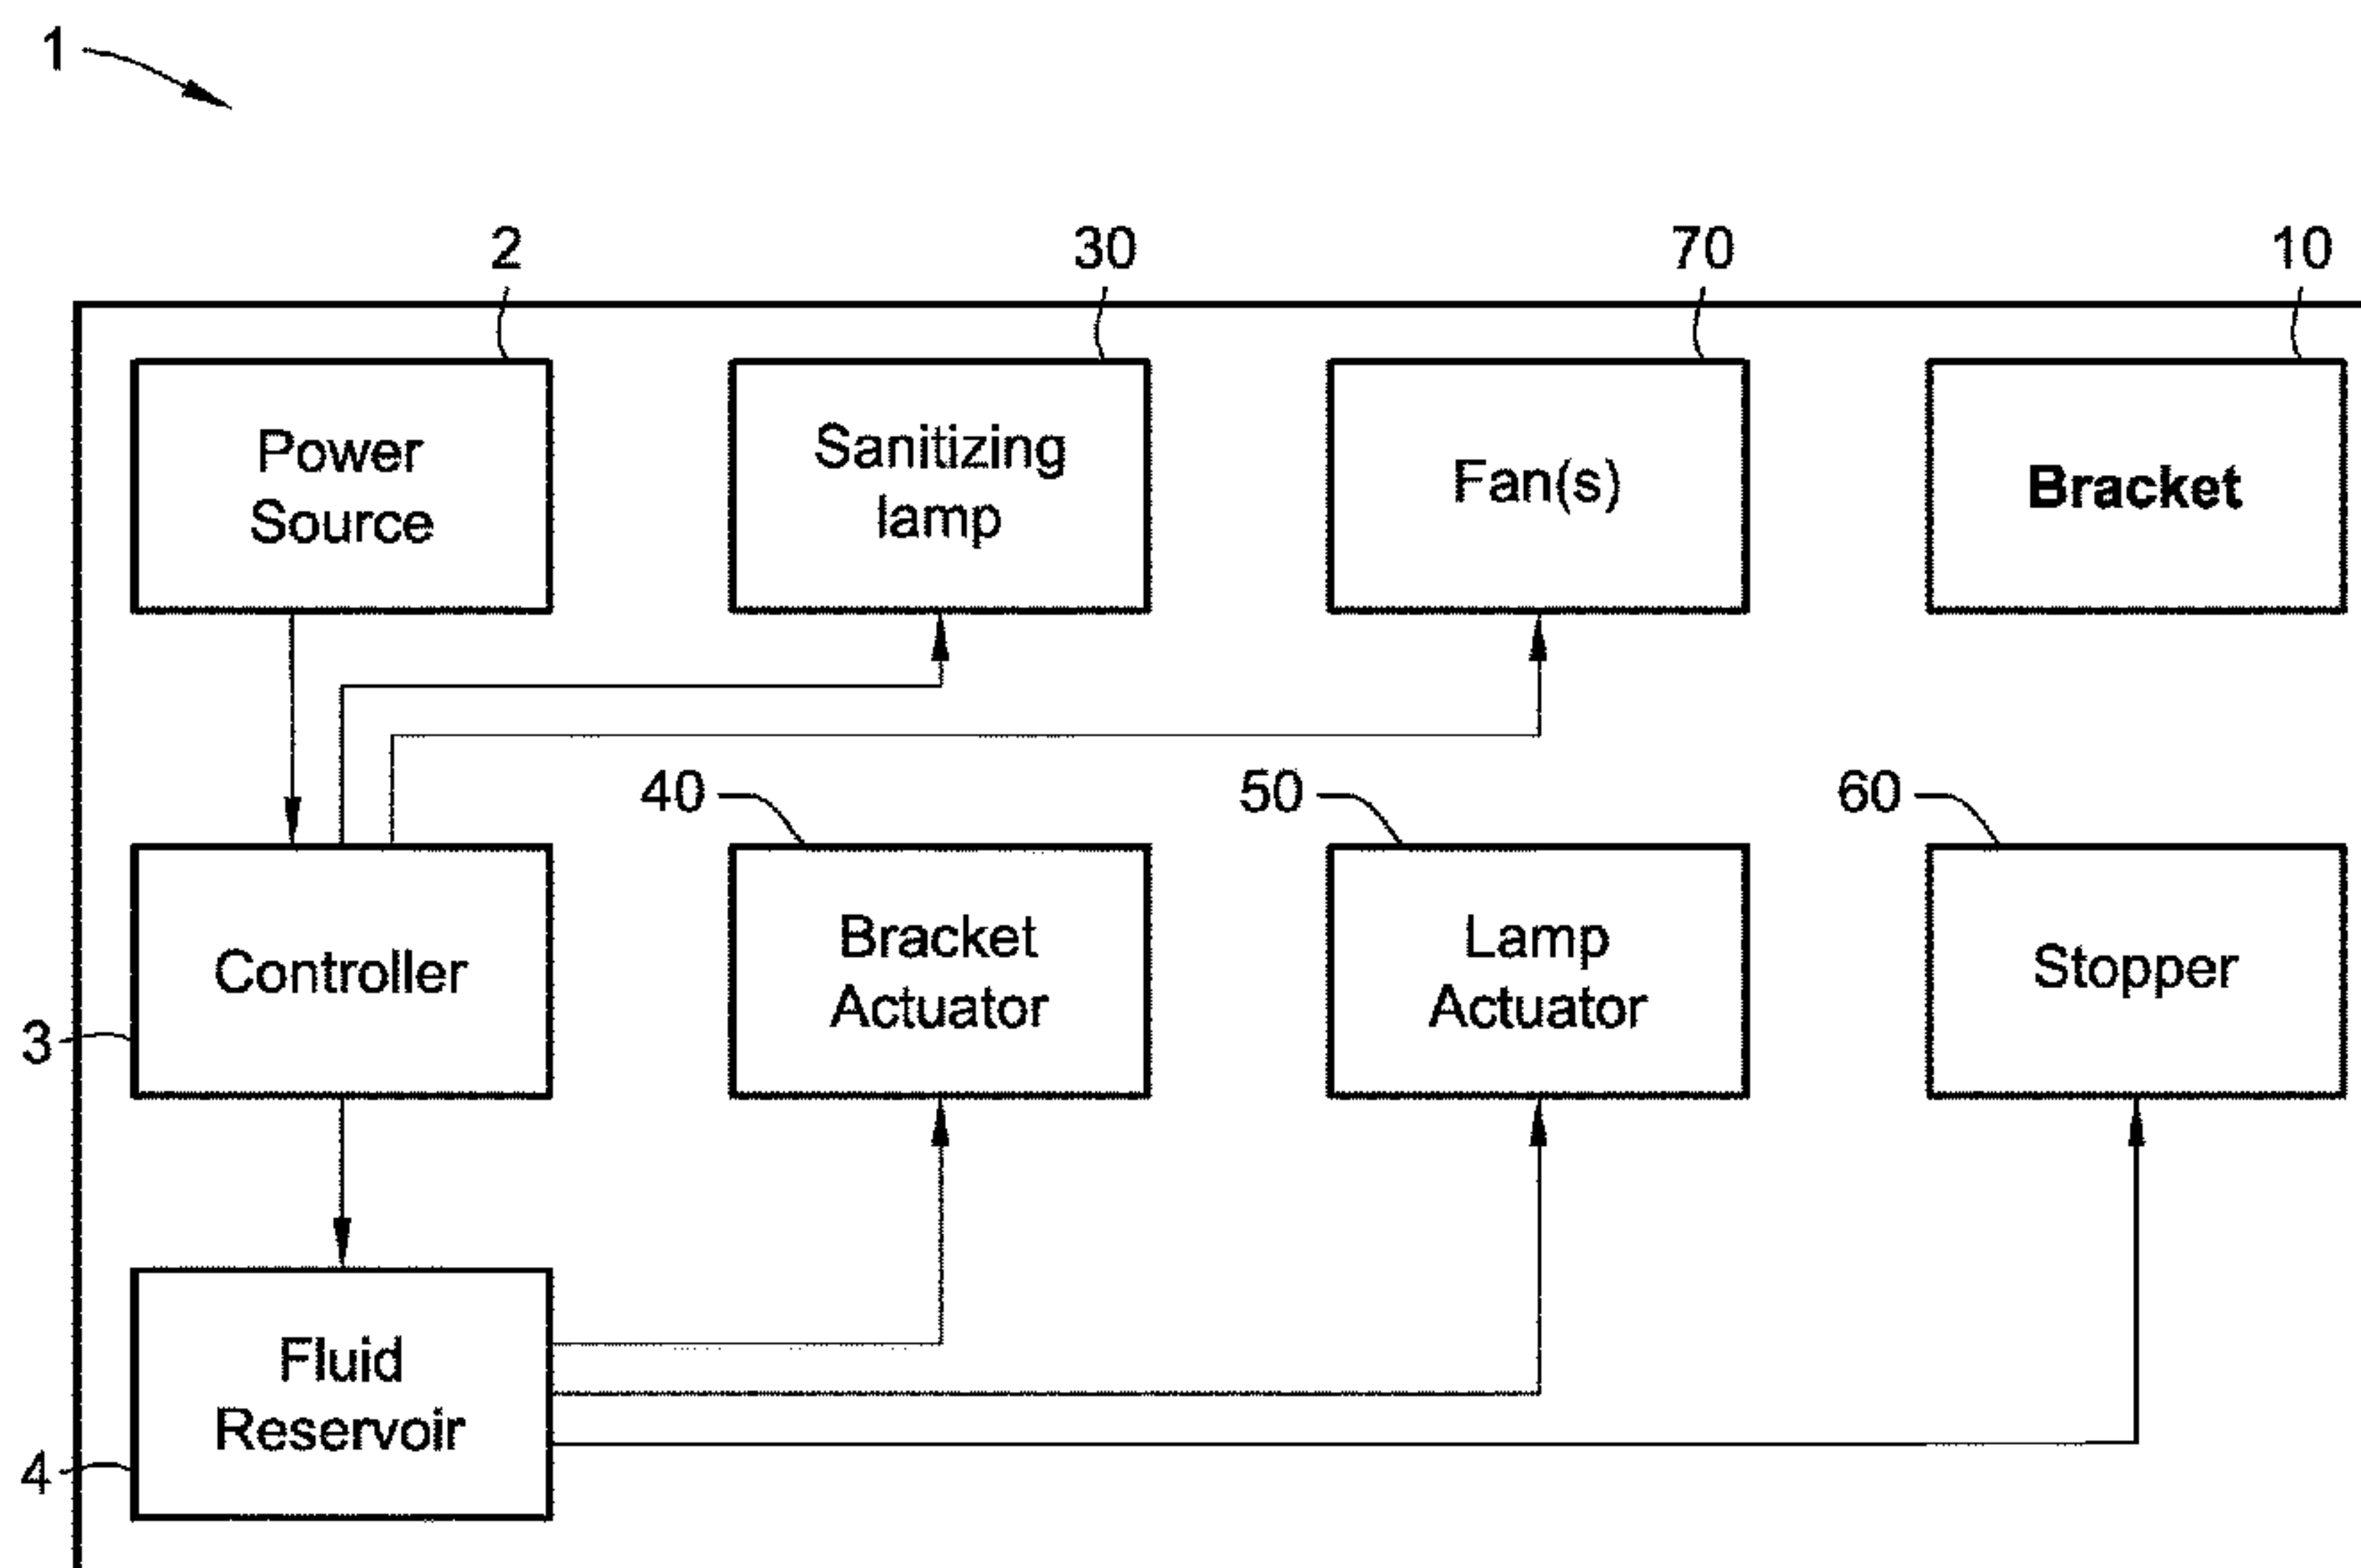 1
2
30
70
10
Power
Source
Sanitizing
lamp
Fan(s)
Bracket
40
50
60
Controller
Bracket
Actuator
Lamp
Actuator
Stopper
3
Fluid
Reservoir
4